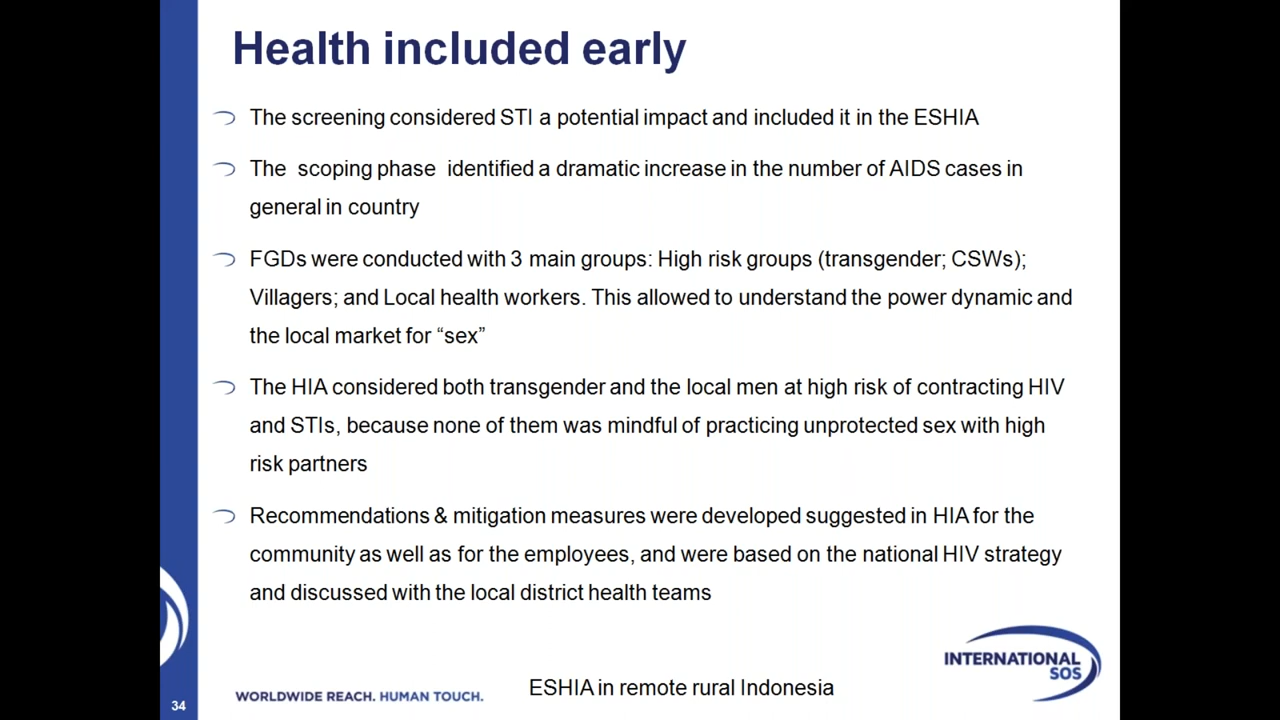 Health included early
The screening considered STI a potential impact and included it in the ESHIA
The scoping phase identified a dramatic increase in the number of AIDS cases in
general in country
FGDs were conducted with 3 main groups: High risk groups (transgender; CSWs);
Villagers; and Local health workers. This allowed to understand the power dynamic and
the local market for “sex”
The HIA considered both transgender and the local men at high risk of contracting HIV
and STIs, because none of them was mindful of practicing unprotected sex with high
risk partners
Recommendations & mitigation measures were developed suggested in HIA for the
community as well as for the employees, and were based on the national HIV strategy
and discussed with the local district health teams
INTERNATIONAL
SOS
34
WORLDWIDE REACH. HUMAN TOUCH.
ESHIA in remote rural Indonesia